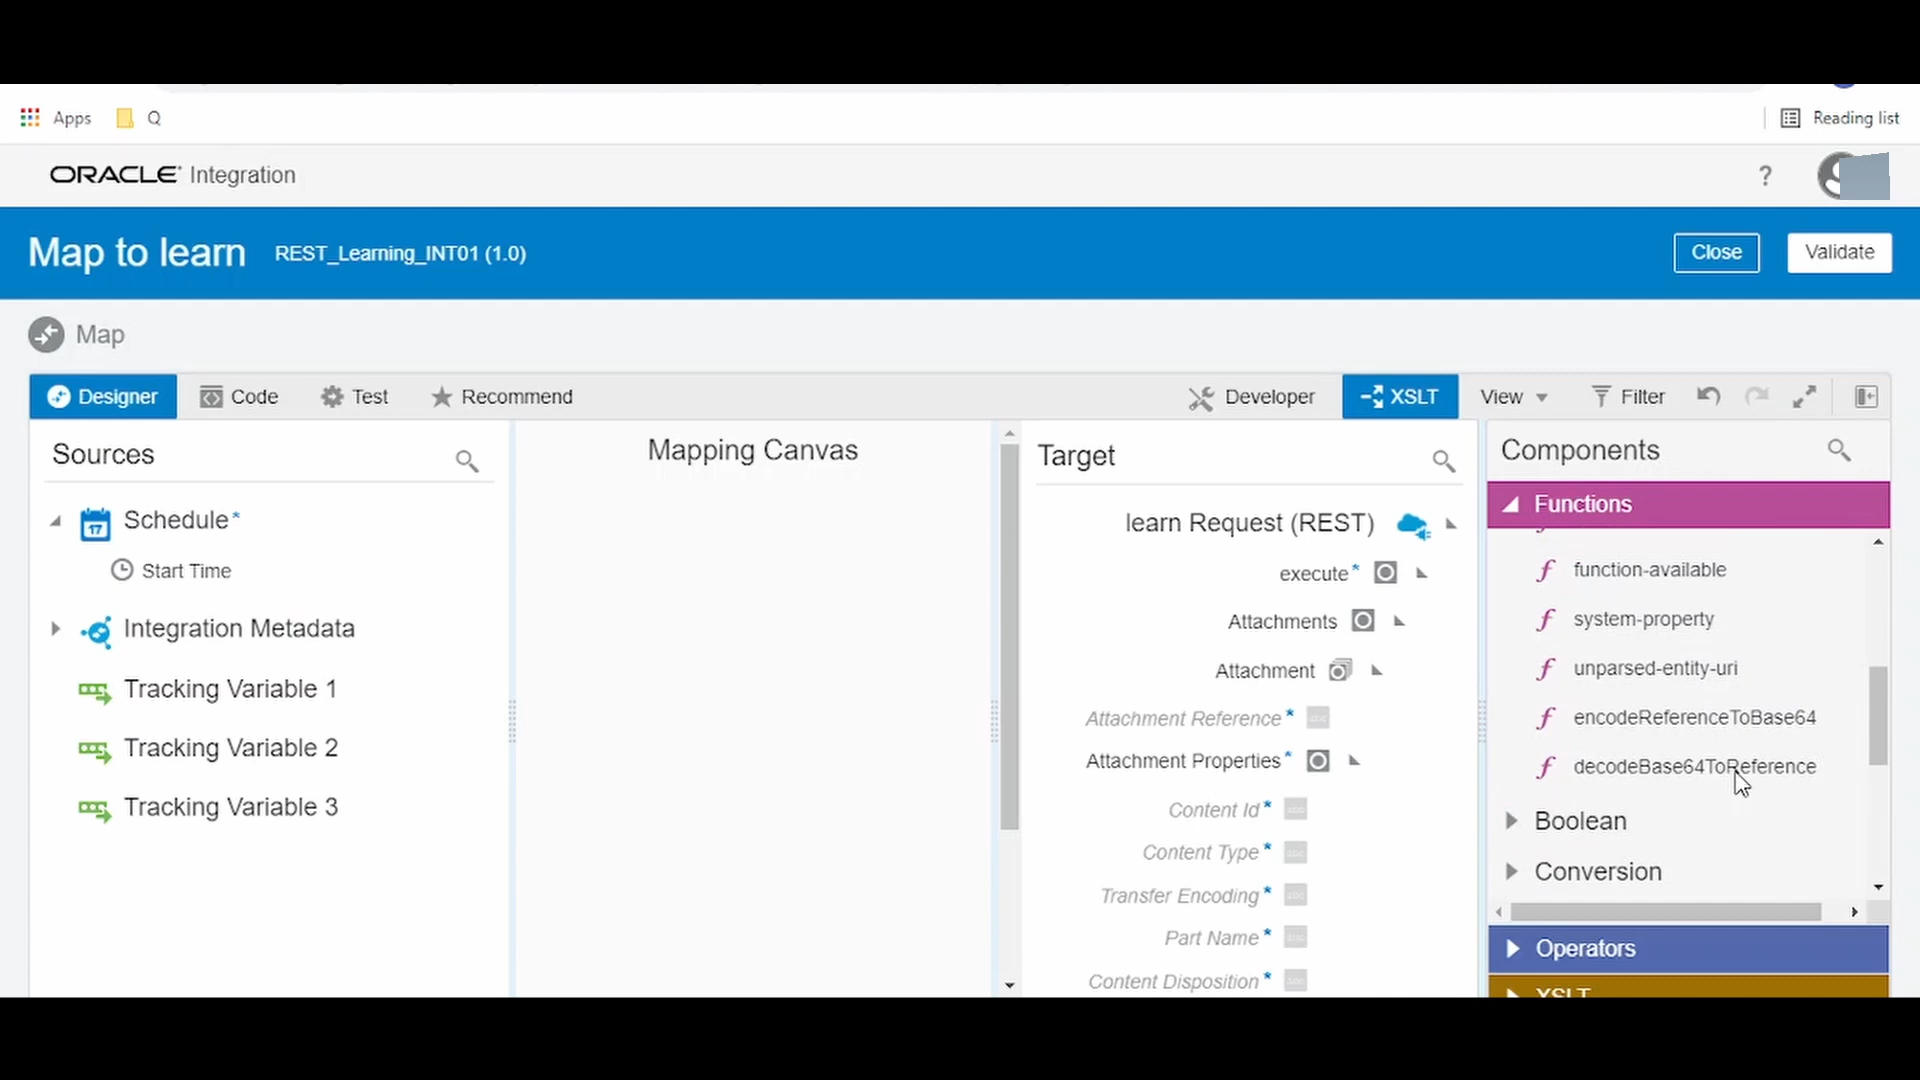 Apps Q Reading list
ORACLE Integration ?
Map to learn REST_Learning_INT01 (1.0) Close Validate
Map
Designer Code Test Recommend Developer XSLT View Filter
Sources
Schedule*
17
Start Time
Integration Metadata
Tracking Variable 1
Tracking Variable 2
Tracking Variable 3
Mapping Canvas
Target
learn Request (REST)
execute*
Attachments
Attachment
Attachment Reference*
Attachment Properties*
Content Id*
Content Type*
Transfer Encoding*
Part Name*
Content Disposition*
Components
Functions
f function-available
f system-property
f unparsed-entity-uri
f encodeReferenceToBase64
f decodeBase64ToReference
Boolean
Conversion
Operators
XSLT